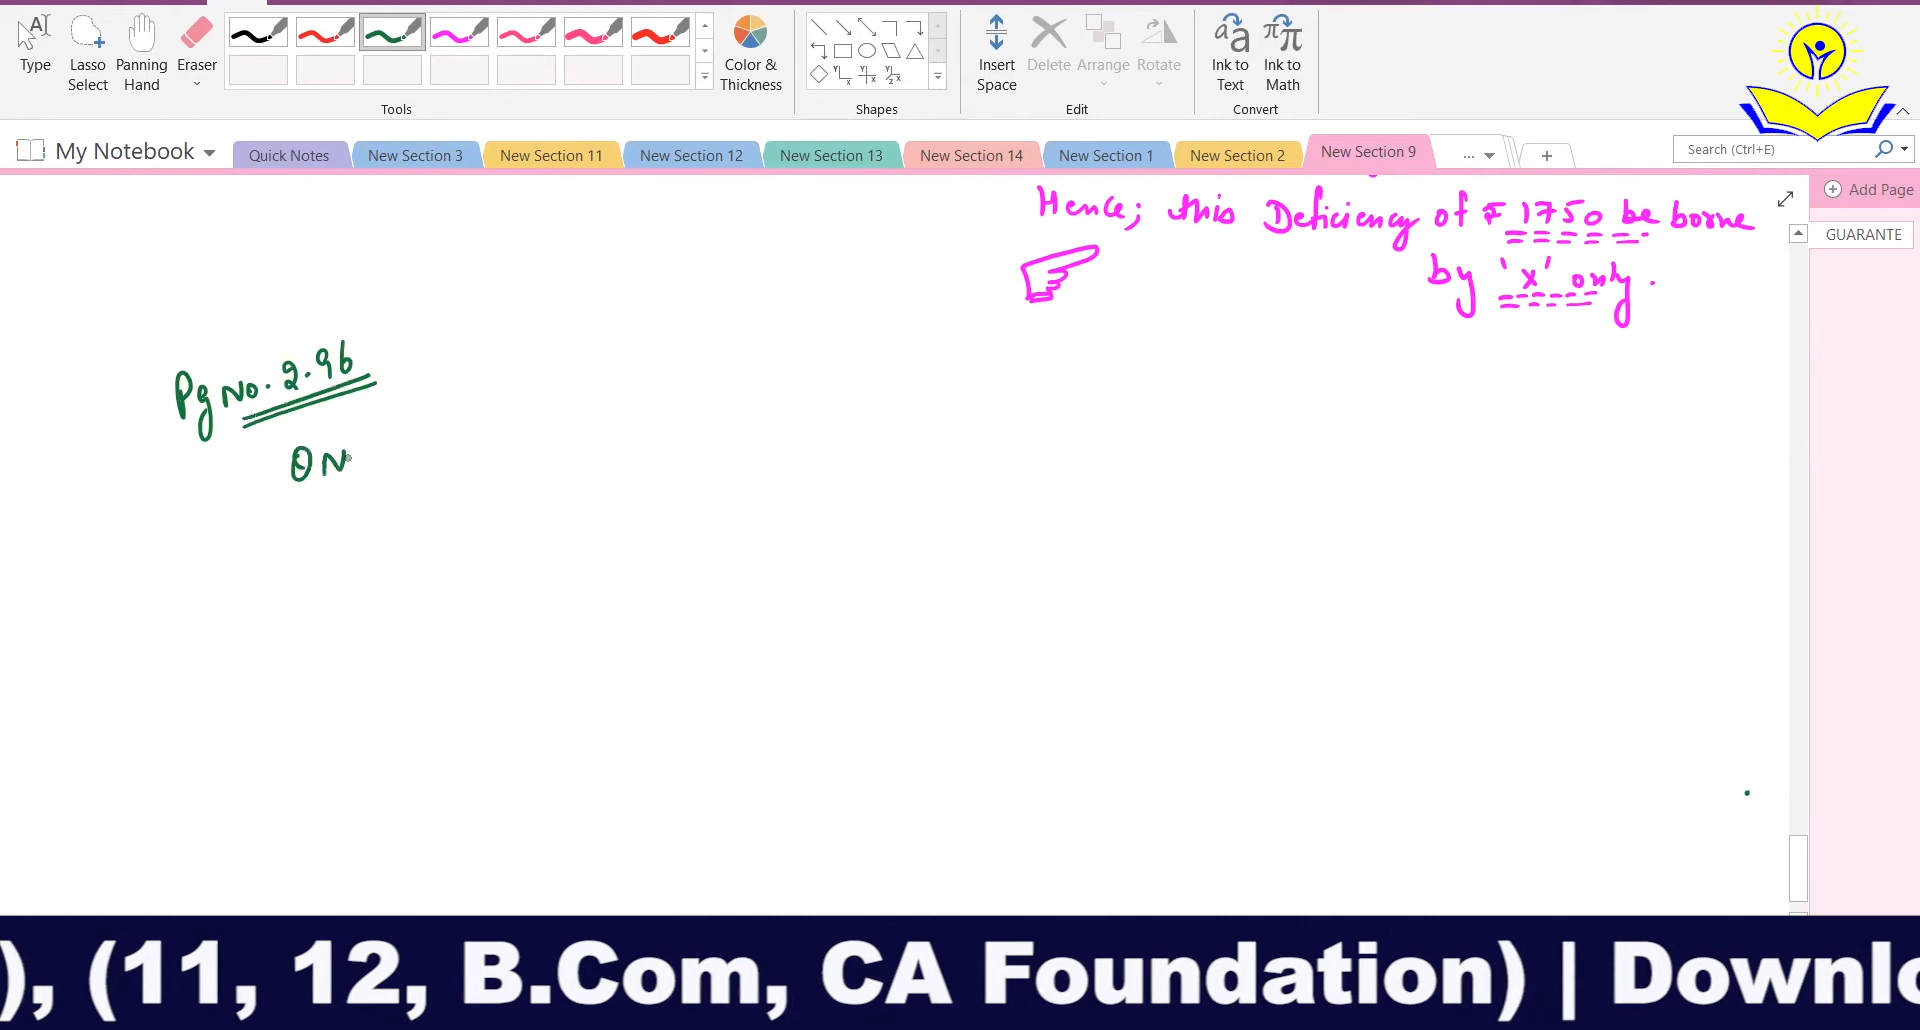 Type
Lasso Select
Panning Hand
Eraser
Color & Thickness
Insert Space
Delete
Arrange
Rotate
Ink to Text
Ink to Math
Tools
Shapes
Edit
Convert
My Notebook
Quick Notes
New Section 3
New Section 11
New Section 12
New Section 13
New Section 14
New Section 1
New Section 2
New Section 9
...
Search (Ctrl+E)
Add Page
GUARANTE
Hence; this Deficiency of ₹ 1750 be borne
by 'x' only.
Pg No. 2.96
Q N
), (11, 12, B.Com, CA Foundation) | Downlo